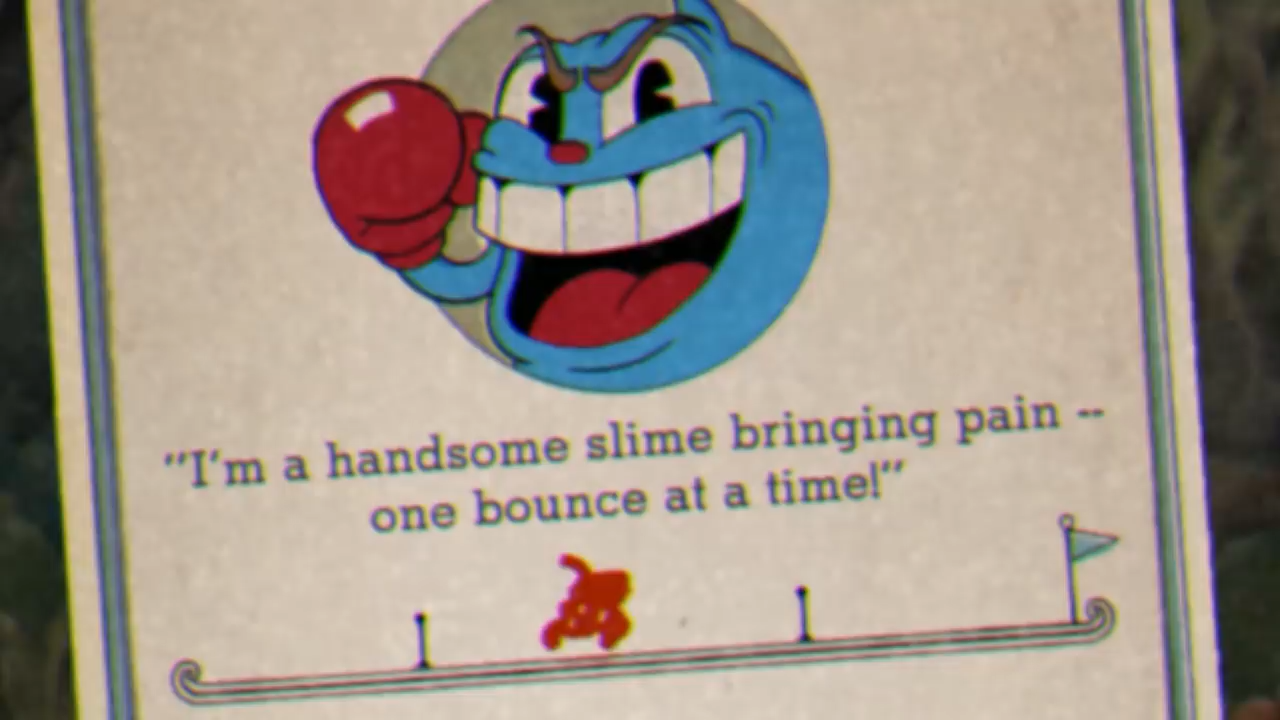 “I‘m a handsome slime bringing pain --
one bounce at a time!”